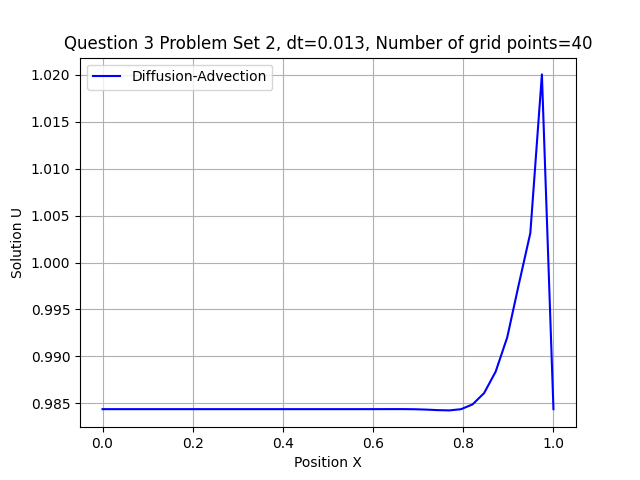 Question 3 Problem Set 2, dt=0.013, Number of grid points=40
Diffusion-Advection
1.020
1.015
1.010
1.005
1.000
0.995
0.990
0.985
Solution U
0.0 0.2 0.4 0.6 0.8 1.0
Position X